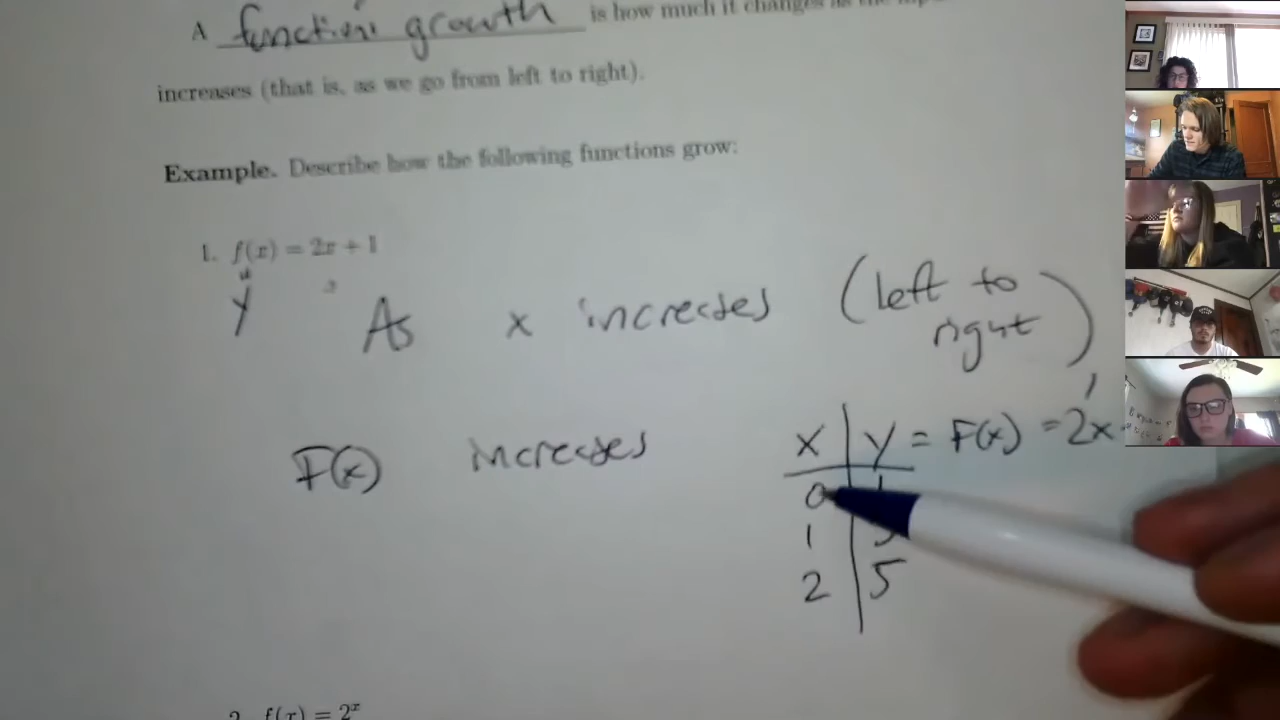 A function's growth is how much it changes as the
increases (that is, as we go from left to right).
Example. Describe how the following functions grow:
1. f(x) = 2x + 1
y
As x increases (left to right)
F(x) increases
x | y = F(x) = 2x
0 | 1
1 | 3
2 | 5
2. f(x) = 2^x